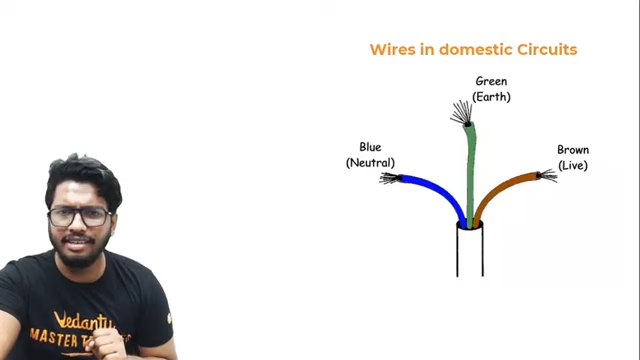 Wires in domestic Circuits
Green
(Earth)
Blue
(Neutral)
Brown
(Live)
Vedantu
MASTER